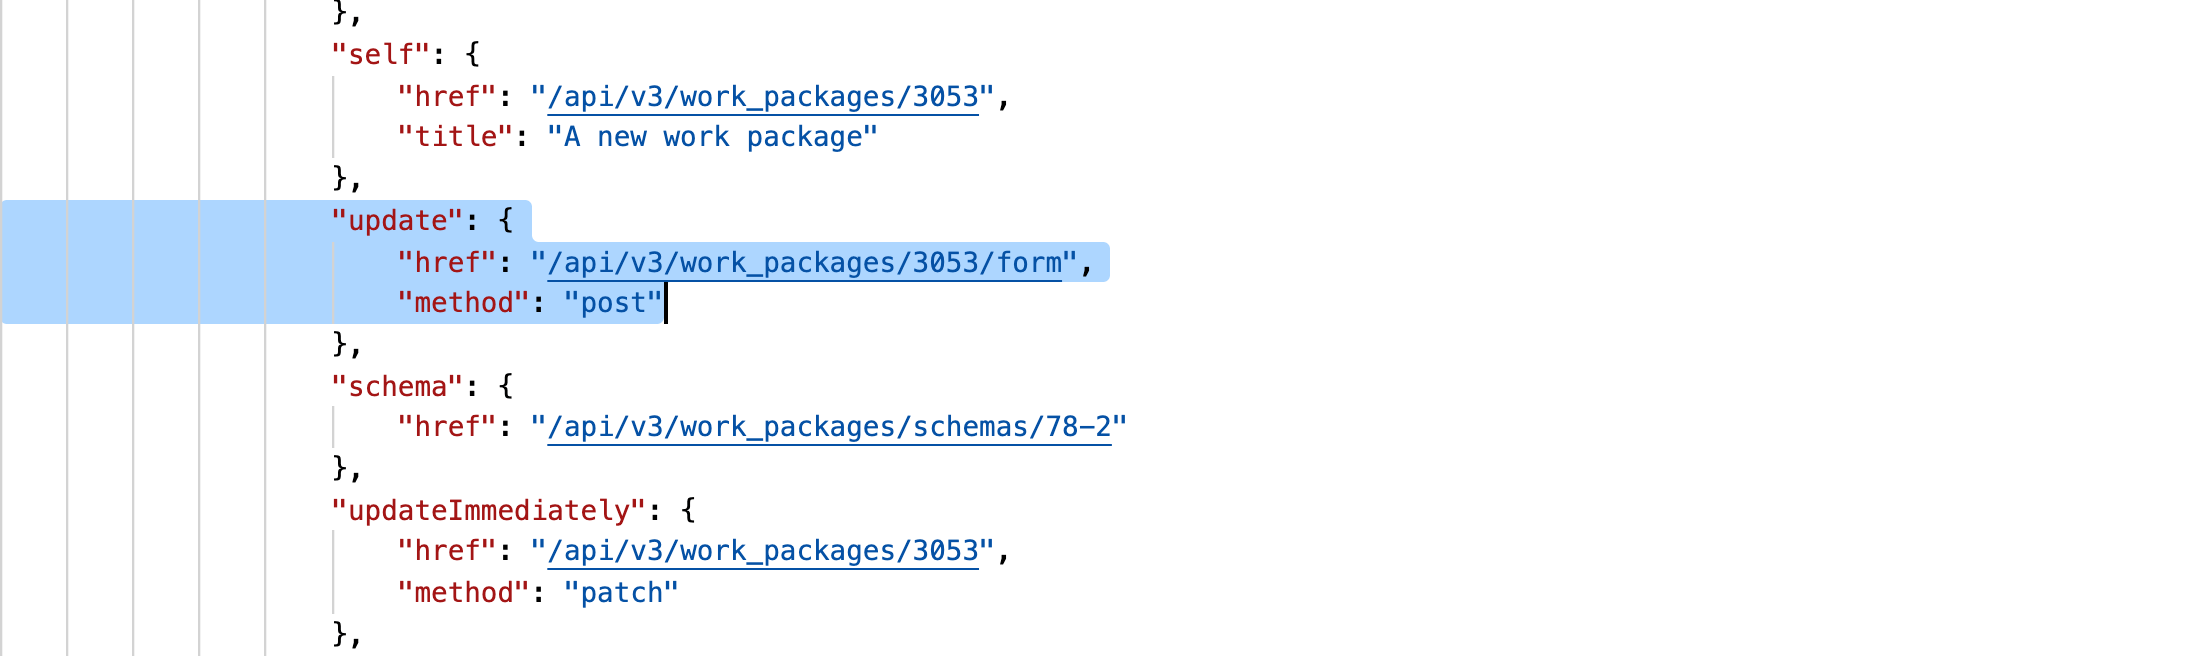 },
"self": {
"href": "/api/v3/work_packages/3053",
"title": "A new work package"
},
"update": {
"href": "/api/v3/work_packages/3053/form",
"method": "post"
},
"schema": {
"href": "/api/v3/work_packages/schemas/78-2"
},
"updateImmediately": {
"href": "/api/v3/work_packages/3053",
"method": "patch"
},